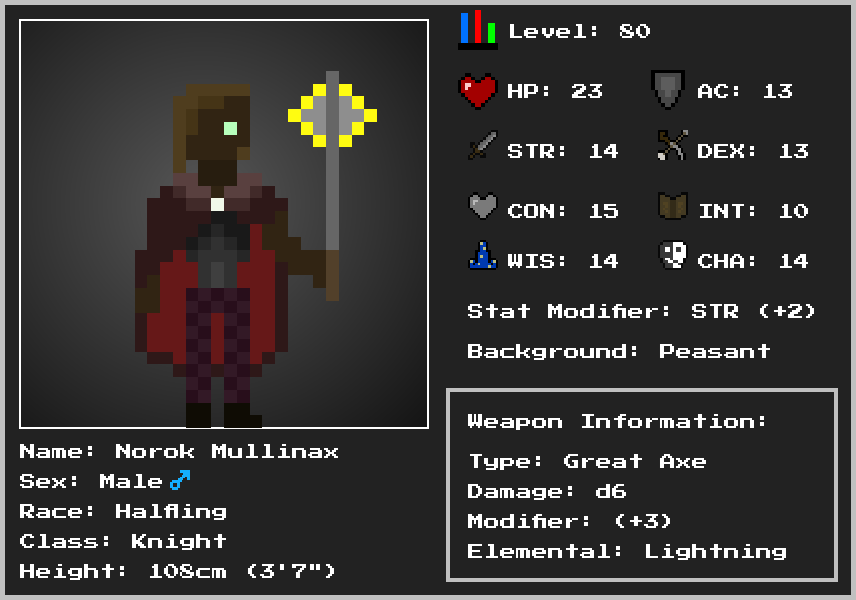 Level: 80
HP: 23 AC: 13
STR: 14 DEX: 13
CON: 15 INT: 10
WIS: 14 CHA: 14
Stat Modifier: STR (+2)
Background: Peasant
Weapon Information:
Type: Great Axe
Damage: d6
Modifier: (+3)
Elemental: Lightning
Name: Norok Mullinax
Sex: Male ♂
Race: Halfling
Class: Knight
Height: 108cm (3'7")